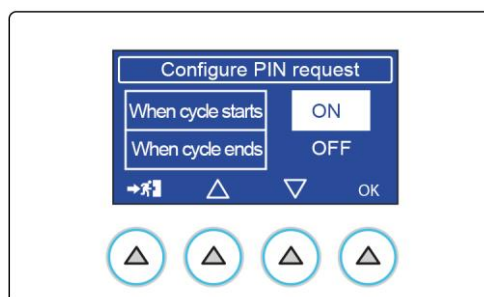 Configure PIN request
When cycle starts ON
When cycle ends OFF
OK